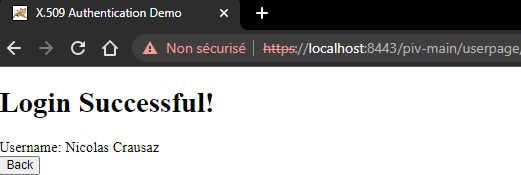 X.509 Authentication Demo
Non sécurisé https://localhost:8443/piv-main/userpage/
Login Successful!
Username: Nicolas Crausaz
Back